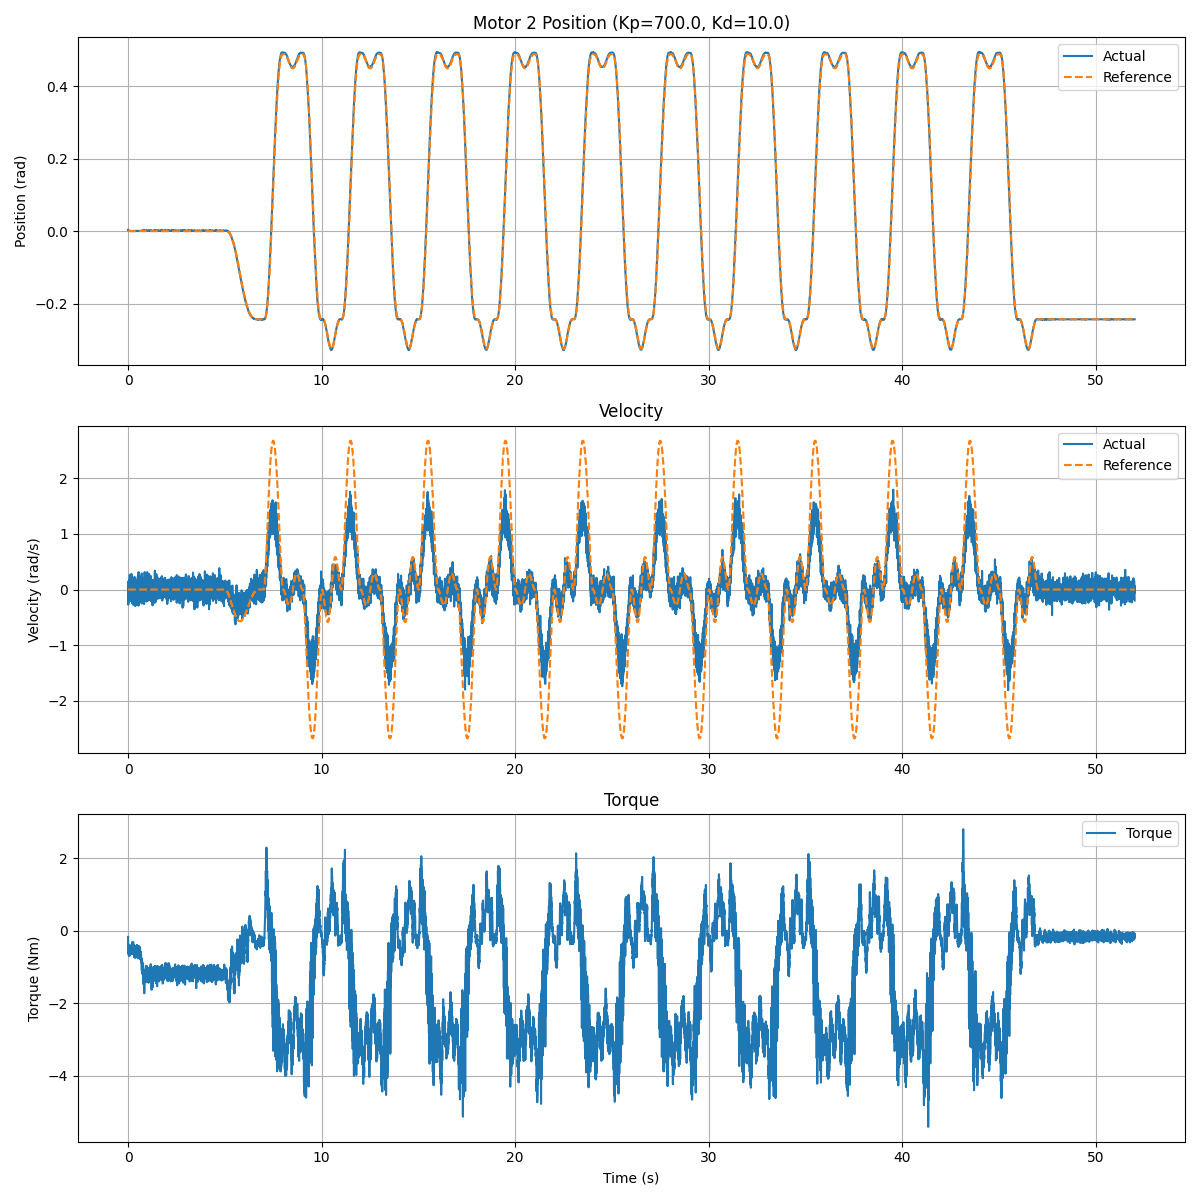 Motor 2 Position (Kp=700.0, Kd=10.0)
Actual
Reference
Position (rad)
0.4
0.2
0.0
−0.2
0 10 20 30 40 50
Velocity
Actual
Reference
Velocity (rad/s)
2
1
0
−1
−2
0 10 20 30 40 50
Torque
Torque
Torque (Nm)
2
0
−2
−4
0 10 20 30 40 50
Time (s)